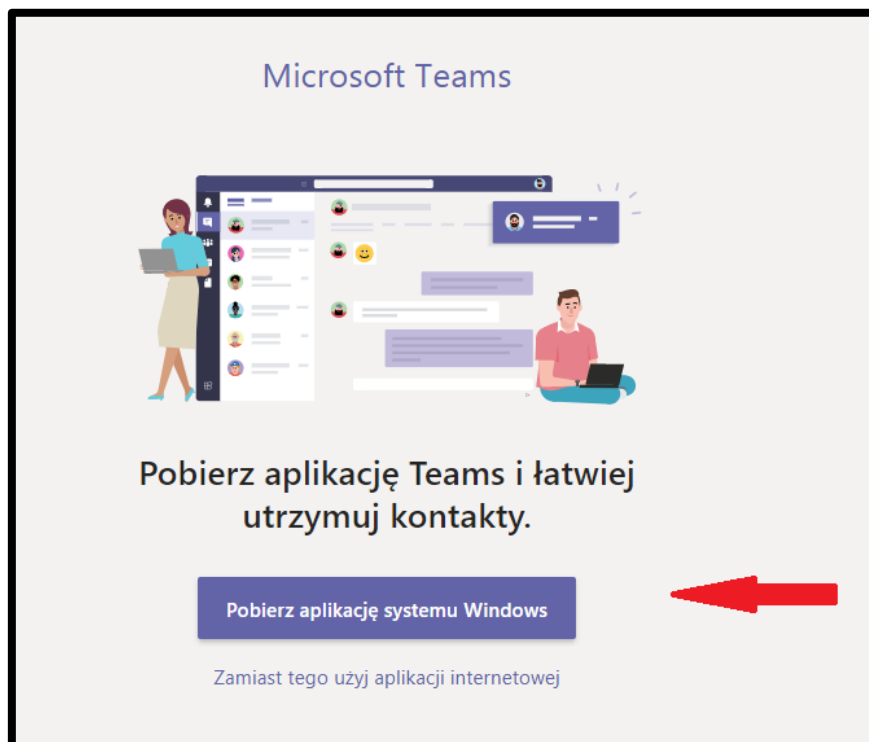 Microsoft Teams
Pobierz aplikację Teams i łatwiej
utrzymuj kontakty.
Pobierz aplikację systemu Windows
Zamiast tego użyj aplikacji internetowej